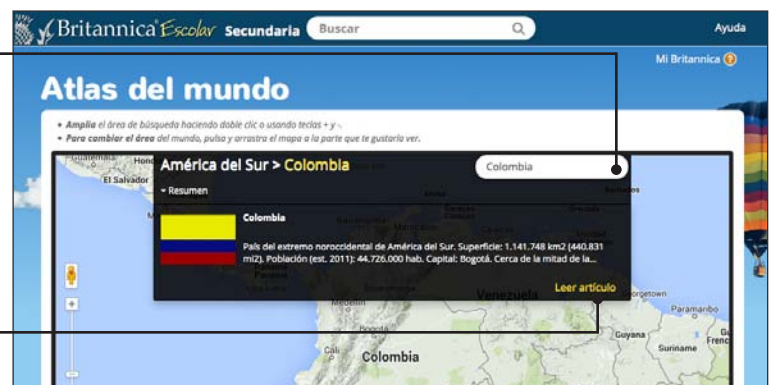 Britannica Escolar Secundaria Buscar Ayuda
Mi Britannica ?
Atlas del mundo
• Amplía el área de búsqueda haciendo doble clic o usando teclas + y -.
• Para cambiar el área del mundo, pulsa y arrastra el mapa a la parte que te gustaría ver.
Guatemala
El Salvador
América del Sur > Colombia
Colombia
Resumen
Colombia
País del extremo noroccidental de América del Sur. Superficie: 1.141.748 km2 (440.831
mi2). Población (est. 2011): 44.726.000 hab. Capital: Bogotá. Cerca de la mitad de la...
Leer artículo
Panamá
Medellín
Venezuela
Georgetown
Paramaribo
Bogotá
Guyana
Suriname
Cali
Colombia